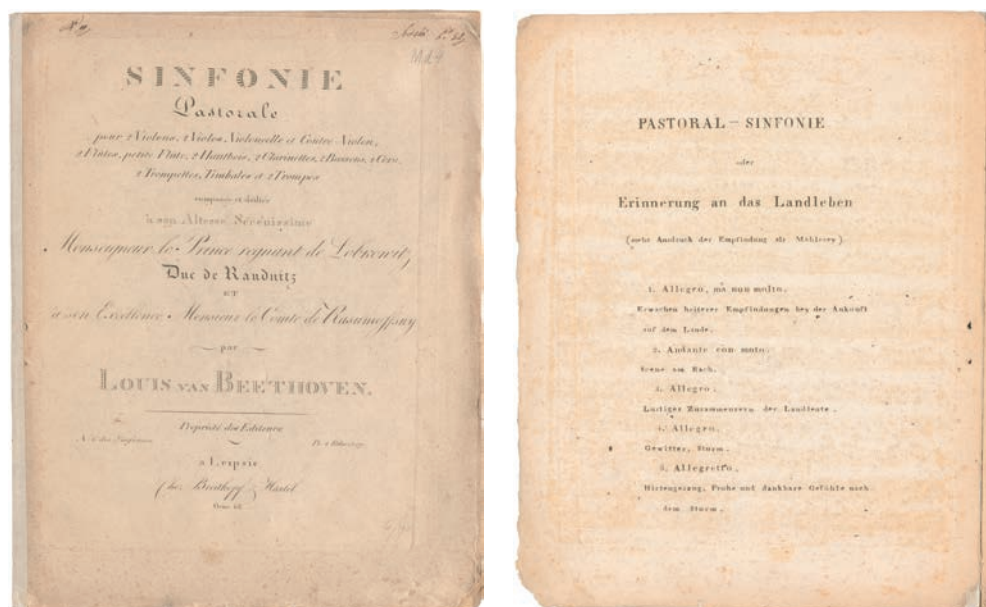 SINFONIE
Pastorale
pour 2 Violons, 2 Violes, Violoncelle et Contre Violon,
2 Flûtes, petite Flûte, 2 Hautbois, 2 Clarinettes, 2 Bassons, 2 Cors,
2 Trompettes, Timbales et 2 Trompes
composée et dédiée
à son Altesse Sérénissime
Monseigneur le Prince regnant de Lobkowitz
Duc de Raudnitz
ET
à son Excellence Monsieur le Comte de Rasumoffsky
par
LOUIS VAN BEETHOVEN.
Propriété des Editeurs
à Leipsic
Chez Breitkopf & Härtel
Oeuv. 68
PASTORAL - SINFONIE
oder
Erinnerung an das Landleben
(mehr Ausdruck der Empfindung als Mahlerey)
1. Allegro, mà non molto.
Erwachen heiterer Empfindungen bey der Ankunft
auf dem Lande.
2. Andante con moto.
Scene am Bach.
3. Allegro.
Lustiges Zusammenseyn der Landleute.
4. Allegro.
Gewitter, Sturm.
5. Allegretto.
Hirtengesang, Frohe und dankbare Gefühle nach
dem Sturm.